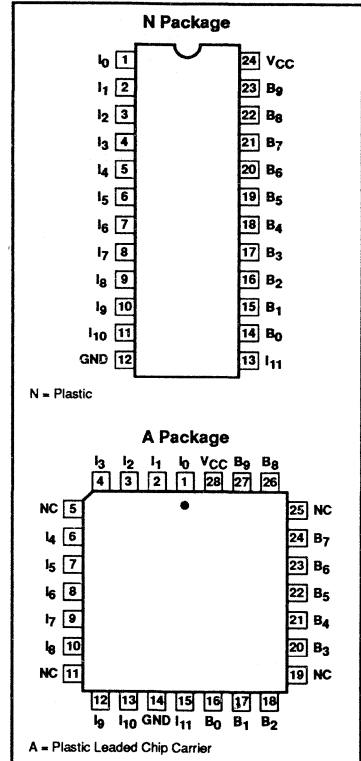 N Package
I0 1 24 VCC
I1 2 23 B9
I2 3 22 B8
I3 4 21 B7
I4 5 20 B6
I5 6 19 B5
I6 7 18 B4
I7 8 17 B3
I8 9 16 B2
I9 10 15 B1
I10 11 14 B0
GND 12 13 I11
N = Plastic
A Package
I3 I2 I1 I0 VCC B9 B8
4 3 2 1 28 27 26
NC 5 25 NC
I4 6 24 B7
I5 7 23 B6
I6 8 22 B5
I7 9 21 B4
I8 10 20 B3
NC 11 19 NC
12 13 14 15 16 17 18
I9 I10 GND I11 B0 B1 B2
A = Plastic Leaded Chip Carrier